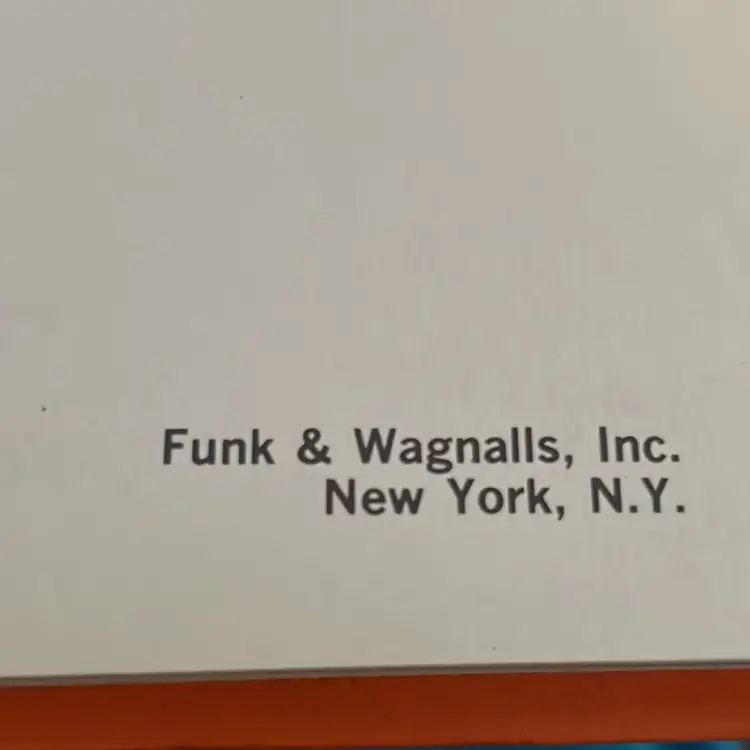 Funk & Wagnalls, Inc.
New York, N.Y.